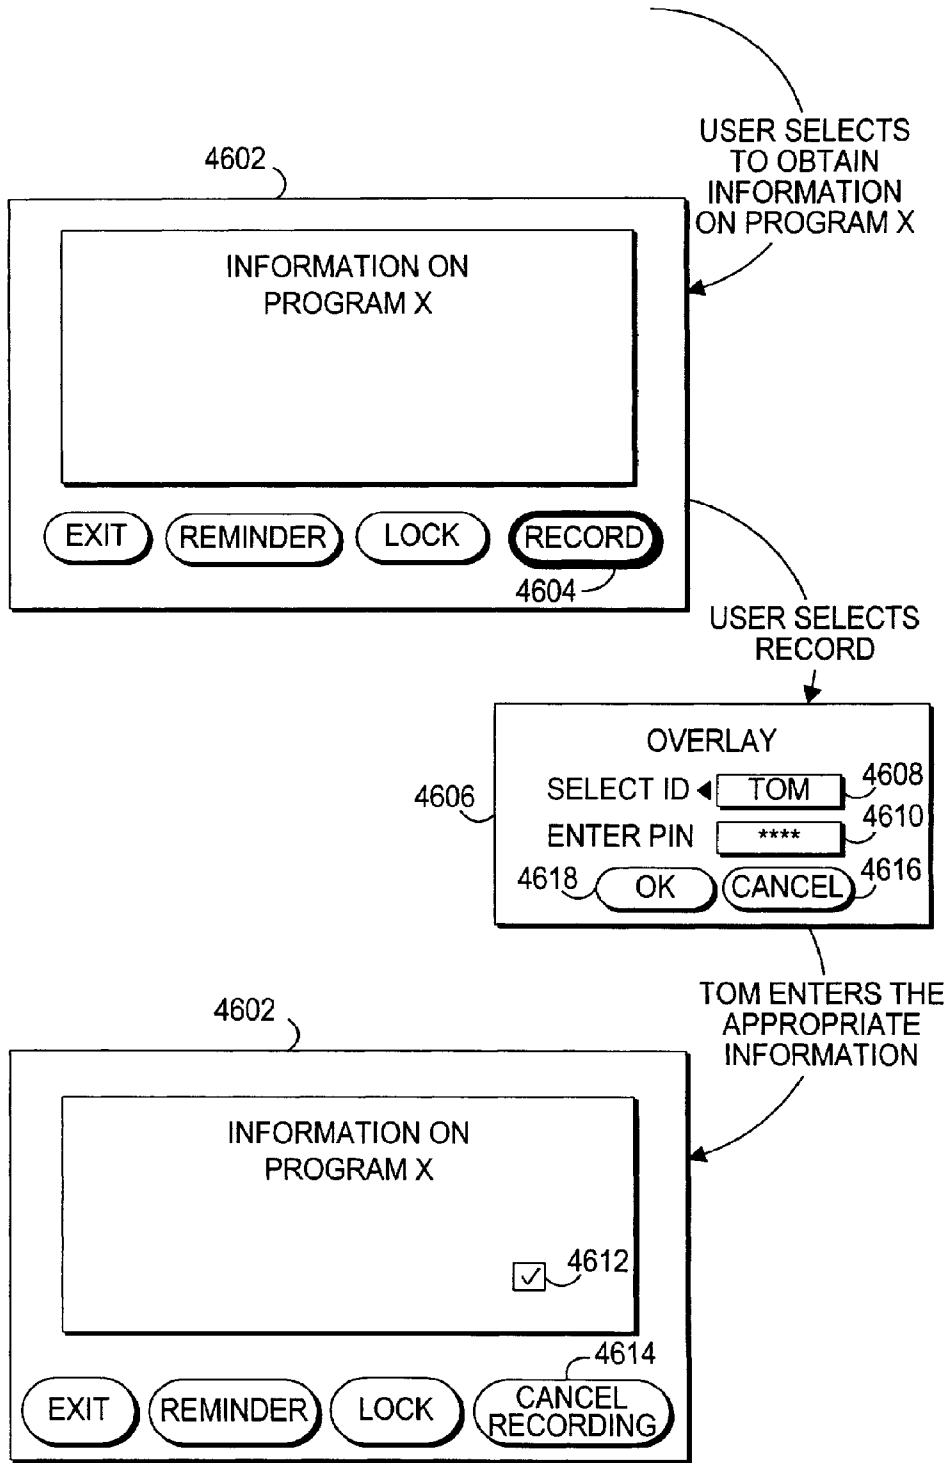 USER SELECTS
TO OBTAIN
INFORMATION
ON PROGRAM X
4602
INFORMATION ON
PROGRAM X
EXIT
REMINDER
LOCK
RECORD
4604
USER SELECTS
RECORD
OVERLAY
4606
SELECT ID
TOM
4608
ENTER PIN
****
4610
4618
OK
CANCEL
4616
TOM ENTERS THE
APPROPRIATE
INFORMATION
4602
INFORMATION ON
PROGRAM X
4612
4614
EXIT
REMINDER
LOCK
CANCEL
RECORDING